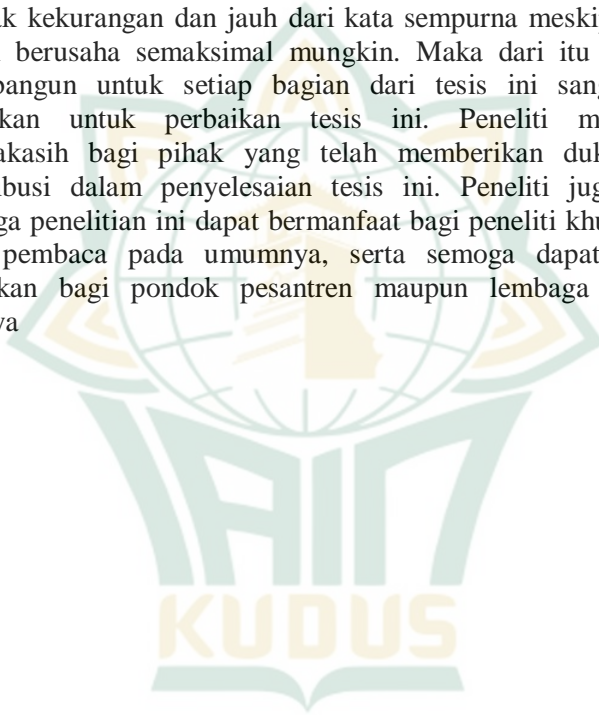 ak kekurangan dan jauh dari kata sempurna meski
berusaha semaksimal mungkin. Maka dari itu
bangun untuk setiap bagian dari tesis ini san
kan untuk perbaikan tesis ini. Peneliti m
akasih bagi pihak yang telah memberikan duk
ibusi dalam penyelesaian tesis ini. Peneliti jug
ga penelitian ini dapat bermanfaat bagi peneliti khu
pembaca pada umumnya, serta semoga dapat
kan bagi pondok pesantren maupun lembaga
ya
IAIN
KUDUS